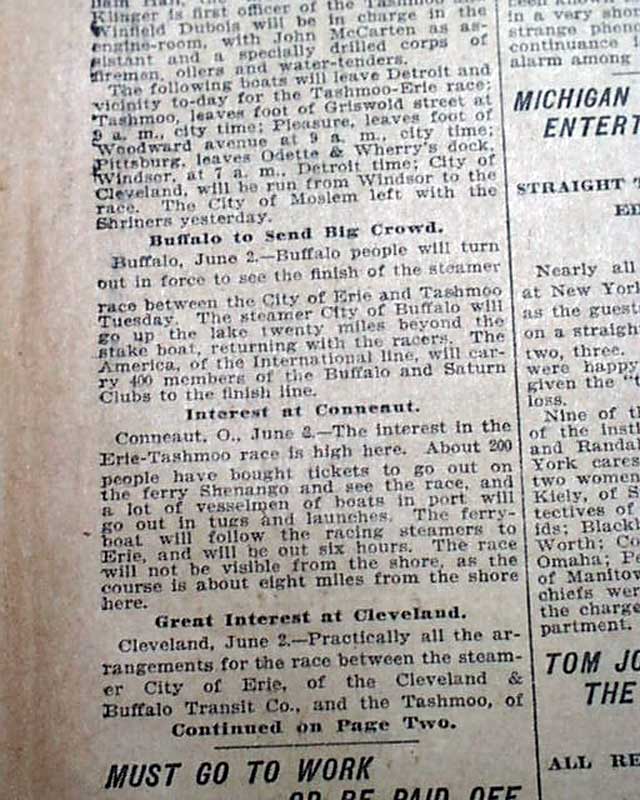 Klinger is first officer of the Tashmoo and
Winfield Dubois will be in charge in the
engine-room, with John McCarten as as-
sistant and a specially drilled corps of
firemen, oilers and water-tenders.
The following boats will leave Detroit and
vicinity to-day for the Tashmoo-Erie race:
Tashmoo, leaves foot of Griswold street at
9 a. m., city time; Pleasure, leaves foot of
Woodward avenue at 9 a. m., city time;
Pittsburg, leaves Odette & Wherry's dock,
Windsor, at 7 a. m., Detroit time; City of
Cleveland, will be run from Windsor to the
race. The City of Moslem left with the
Shriners yesterday.
Buffalo to Send Big Crowd.
Buffalo, June 2.—Buffalo people will turn
out in force to see the finish of the steamer
race between the City of Erie and Tashmoo
Tuesday. The steamer City of Buffalo will
go up the lake twenty miles beyond the
stake boat, returning with the racers. The
America, of the International line, will car-
ry 400 members of the Buffalo and Saturn
Clubs to the finish line.
Interest at Conneaut.
Conneaut, O., June 2.—The interest in the
Erie-Tashmoo race is high here. About 200
people have bought tickets to go out on
the ferry Shenango and see the race, and
a lot of vesselmen of boats in port will
go out in tugs and launches. The ferry-
boat will follow the racing steamers to
Erie, and will be out six hours. The race
will not be visible from the shore, as the
course is about eight miles from the shore
here.
Great Interest at Cleveland.
Cleveland, June 2.—Practically all the ar-
rangements for the race between the steam-
er City of Erie, of the Cleveland &
Buffalo Transit Co., and the Tashmoo, of
Continued on Page Two.
MUST GO TO WORK
OR BE PAID OFF
in a very shor
strange pheno
continuance
alarm among
MICHIGAN
ENTERT
STRAIGHT
Nearly all
at New York
as the guest
on a straigh
two, three.
were happy
given the "
loss.
Nine of t
of the insti
and Randal
York cares
two women
Kiely, of S
tectives of
ids; Black
Worth; Co
Omaha; Pe
of Manitov
chiefs wer
the charge
partment.
TOM JO
THE
ALL RE